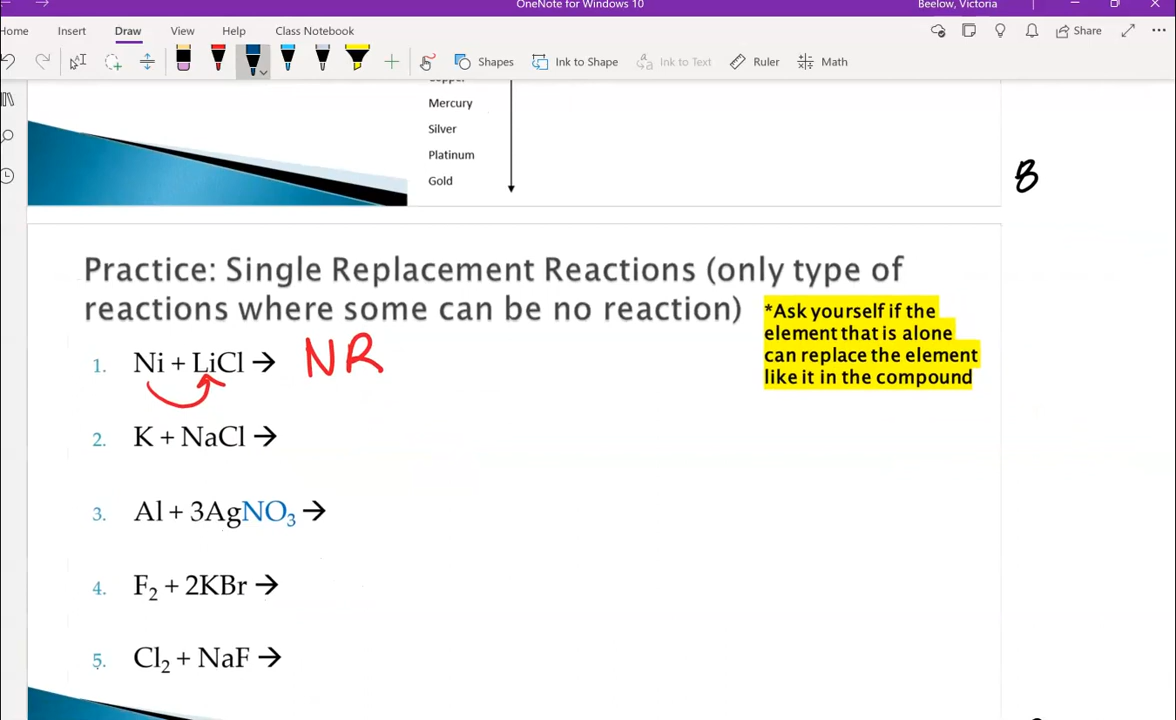 OneNote for Windows 10
Beelow, Victoria
Home Insert Draw View Help Class Notebook
Share
Shapes Ink to Shape Ink to Text Ruler Math
Copper
Mercury
Silver
Platinum
Gold
8
Practice: Single Replacement Reactions (only type of
reactions where some can be no reaction)
*Ask yourself if the
element that is alone
can replace the element
like it in the compound
1. Ni + LiCl → NR
2. K + NaCl →
3. Al + 3AgNO₃ →
4. F₂ + 2KBr →
5. Cl₂ + NaF →